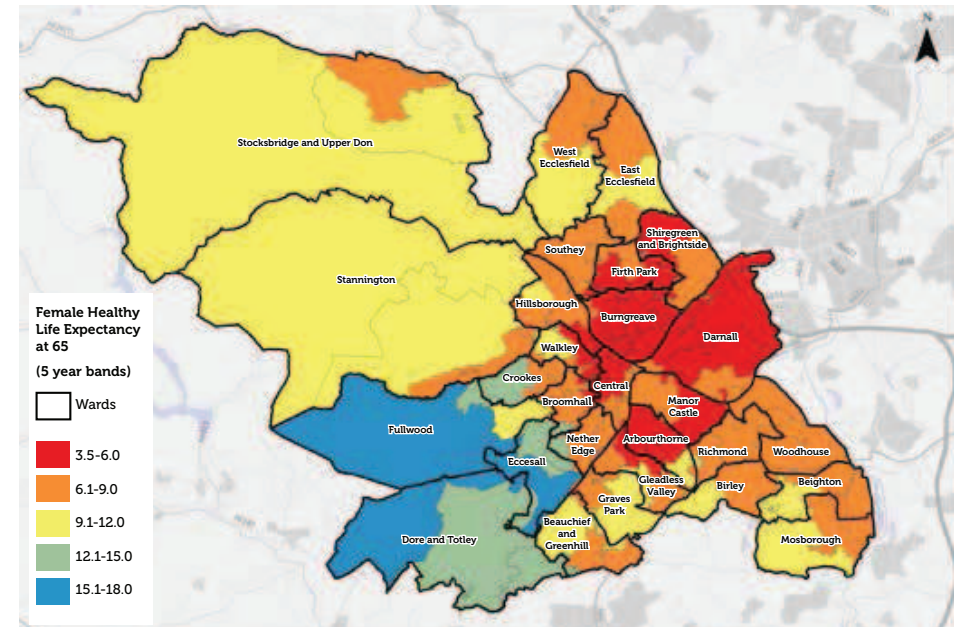 N
Stocksbridge and Upper Don
West
Ecclesfield
East
Ecclesfield
Shiregreen
and Brightside
Southey
Firth Park
Stannington
Hillsborough
Burngreave
Darnall
Walkley
Crookes
Central
Broomhall
Manor
Castle
Fullwood
Nether
Edge
Arbourthorne
Richmond
Woodhouse
Eccesall
Gleadless
Valley
Birley
Beighton
Graves
Park
Beauchief
and
Greenhill
Dore and Totley
Mosborough
Female Healthy
Life Expectancy
at 65
(5 year bands)
Wards
3.5-6.0
6.1-9.0
9.1-12.0
12.1-15.0
15.1-18.0